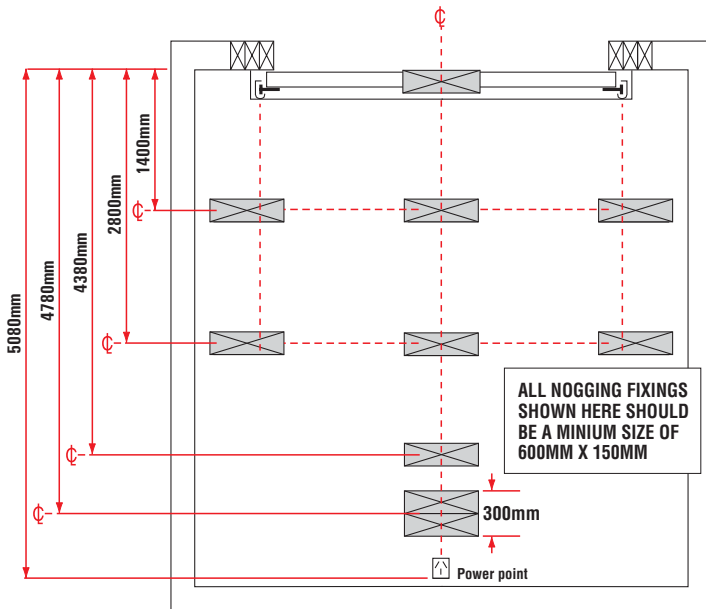 ℄
1400mm
2800mm
4380mm
4780mm
5080mm
℄
℄
℄
℄
ALL NOGGING FIXINGS
SHOWN HERE SHOULD
BE A MINIUM SIZE OF
600MM X 150MM
300mm
Power point